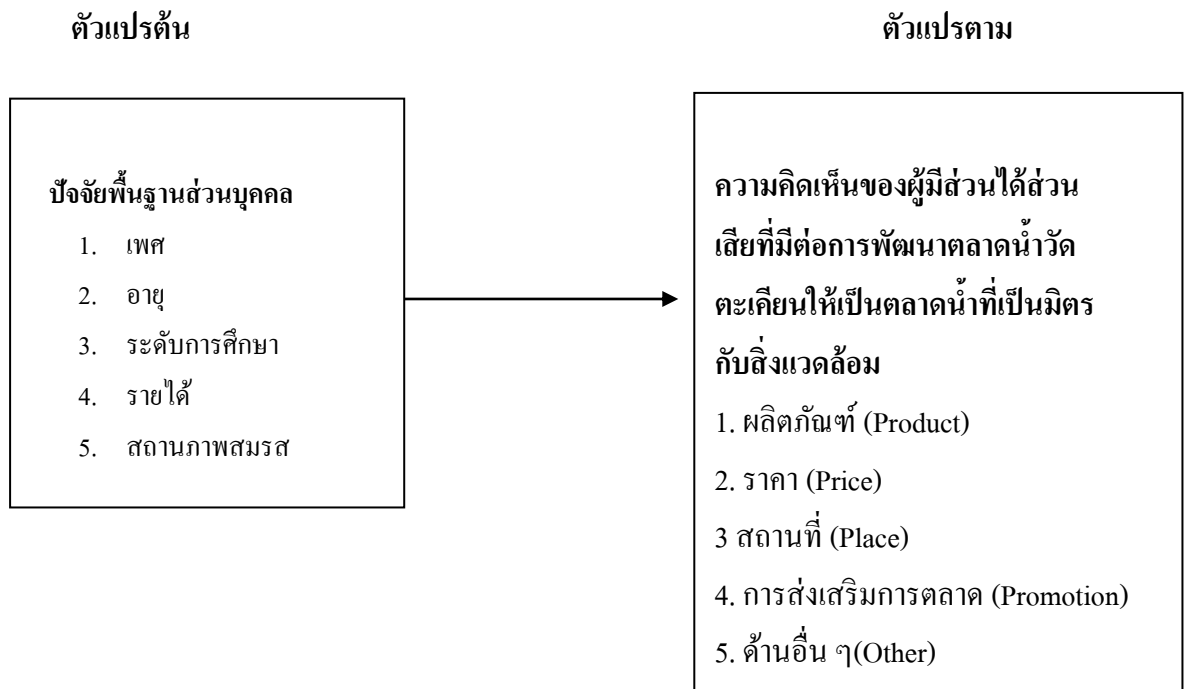 ตัวแปรต้น
ตัวแปรตาม
ปัจจัยพื้นฐานส่วนบุคคล
1. เพศ
2. อายุ
3. ระดับการศึกษา
4. รายได้
5. สถานภาพสมรส
ความคิดเห็นของผู้มีส่วนได้ส่วน
เสียที่มีต่อการพัฒนาตลาดน้ำวัด
ตะเคียนให้เป็นตลาดน้ำที่เป็นมิตร
กับสิ่งแวดล้อม
1. ผลิตภัณฑ์ (Product)
2. ราคา (Price)
3 สถานที่ (Place)
4. การส่งเสริมการตลาด (Promotion)
5. ด้านอื่น ๆ(Other)